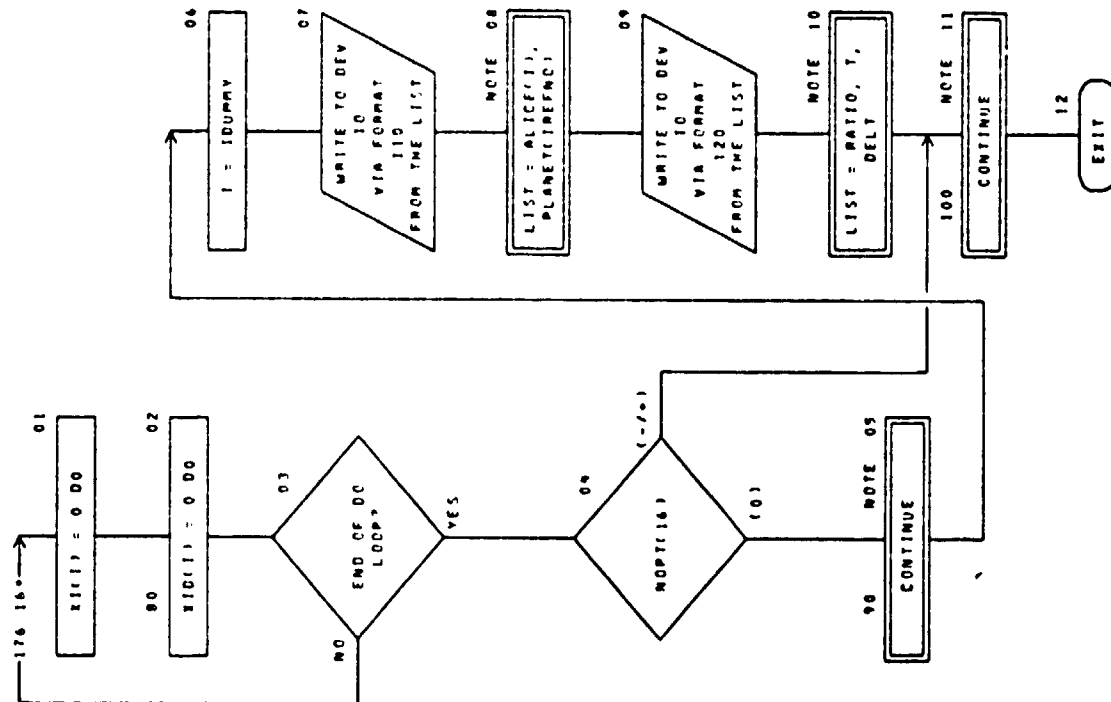 176 16*
01
XI(I) = 0 D0
80
02
XID(I) = 0 D0
03
END OF DO
LOOP?
NO
YES
04
NOPT(16)
(-/+)
(0)
90
NOTE 05
CONTINUE
06
I = IDUMMY
07
WRITE TO DEV
10
VIA FORMAT
110
FROM THE LIST
NOTE 08
LIST = ALICE(I),
PLANET(IREFNO)
09
WRITE TO DEV
10
VIA FORMAT
120
FROM THE LIST
NOTE 10
LIST = RATIO, T,
DELT
100
NOTE 11
CONTINUE
12
EXIT